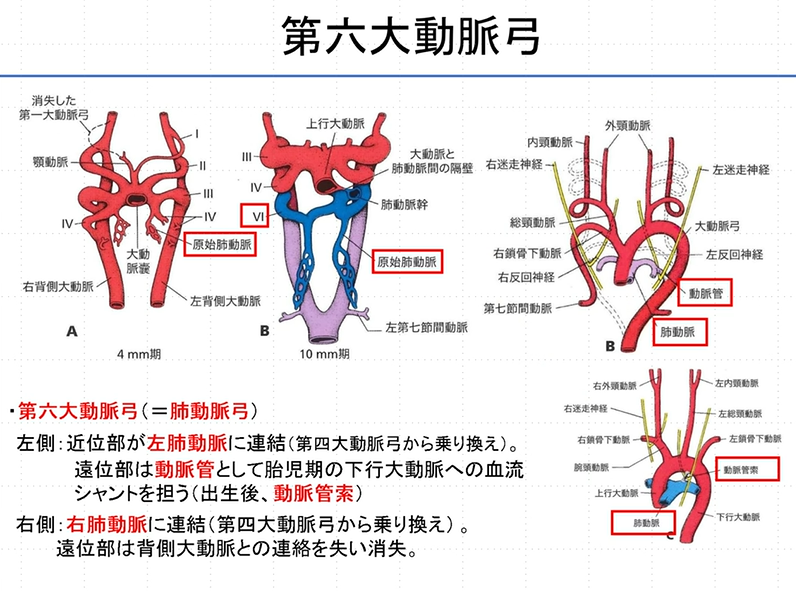 第六大動脈弓
消失した
第一大動脈弓
顎動脈
I
II
III
IV
IV
原始肺動脈
大動
脈嚢
右背側大動脈
左背側大動脈
A
4 mm期
上行大動脈
III
大動脈と
肺動脈間の隔壁
IV
肺動脈幹
VI
原始肺動脈
左第七節間動脈
B
10 mm期
外頸動脈
内頸動脈
右迷走神経
左迷走神経
総頸動脈
大動脈弓
右鎖骨下動脈
左反回神経
右反回神経
動脈管
第七節間動脈
肺動脈
B
右外頸動脈
左内頸動脈
右迷走神経
左総頸動脈
右鎖骨下動脈
左鎖骨下動脈
腕頭動脈
動脈管索
上行大動脈
肺動脈
下行大動脈
C
・第六大動脈弓（＝肺動脈弓）
左側：近位部が左肺動脈に連結（第四大動脈弓から乗り換え）。
遠位部は動脈管として胎児期の下行大動脈への血流
シャントを担う（出生後、動脈管索）
右側：右肺動脈に連結（第四大動脈弓から乗り換え）。
遠位部は背側大動脈との連絡を失い消失。